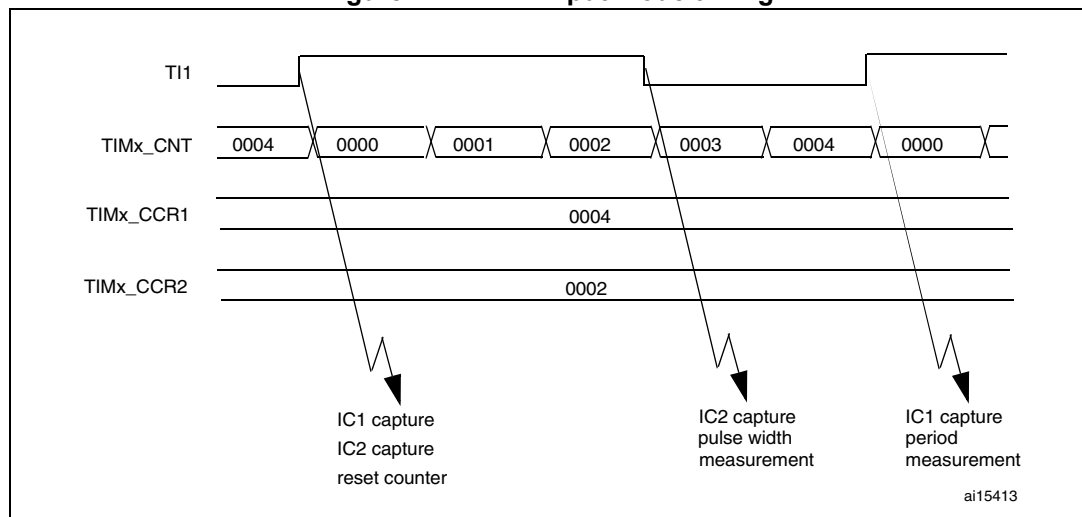 TI1
TIMx_CNT 0004 0000 0001 0002 0003 0004 0000
TIMx_CCR1 0004
TIMx_CCR2 0002
IC1 capture
IC2 capture
reset counter
IC2 capture
pulse width
measurement
IC1 capture
period
measurement
ai15413